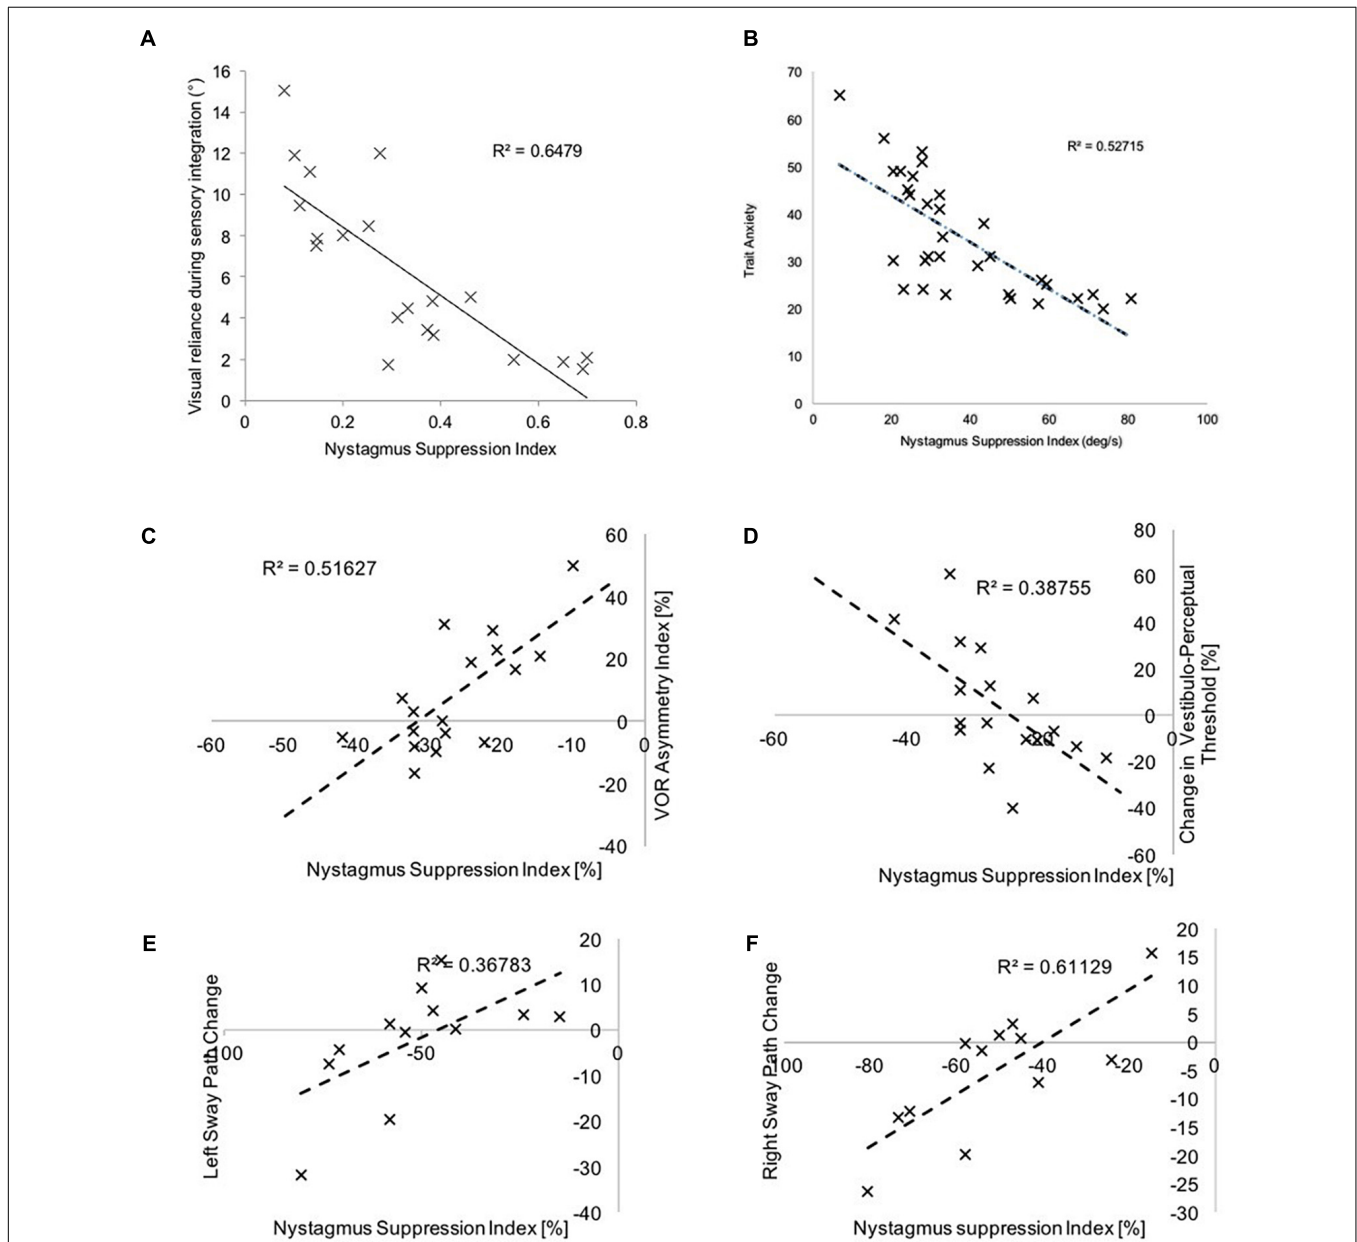 A
Visual reliance during sensory integration (°)
16
14
12
10
8
6
4
2
0
R² = 0.6479
0 0.2 0.4 0.6 0.8
Nystagmus Suppression Index
B
Trait Anxiety
70
60
50
40
30
20
10
0
R² = 0.52715
0 20 40 60 80 100
Nystagmus Suppression Index (deg/s)
C
R² = 0.51627
60
40
20
0
-20
-40
-60 -50 -40 -30 -20 -10 0
VOR Asymmetry Index [%]
Nystagmus Suppression Index [%]
D
R² = 0.38755
80
60
40
20
0
-20
-40
-60
-60 -40 -20 0
Change in Vestibulo-Perceptual
Threshold [%]
Nystagmus Suppression Index [%]
E
R² = 0.36783
Left Sway Path Change
20
10
0
-10
-20
-30
-40
-100 -50 0
Nystagmus Suppression Index [%]
F
R² = 0.61129
Right Sway Path Change
20
15
10
5
0
-5
-10
-15
-20
-25
-30
-100 -80 -60 -40 -20 0
Nystagmus suppression Index [%]